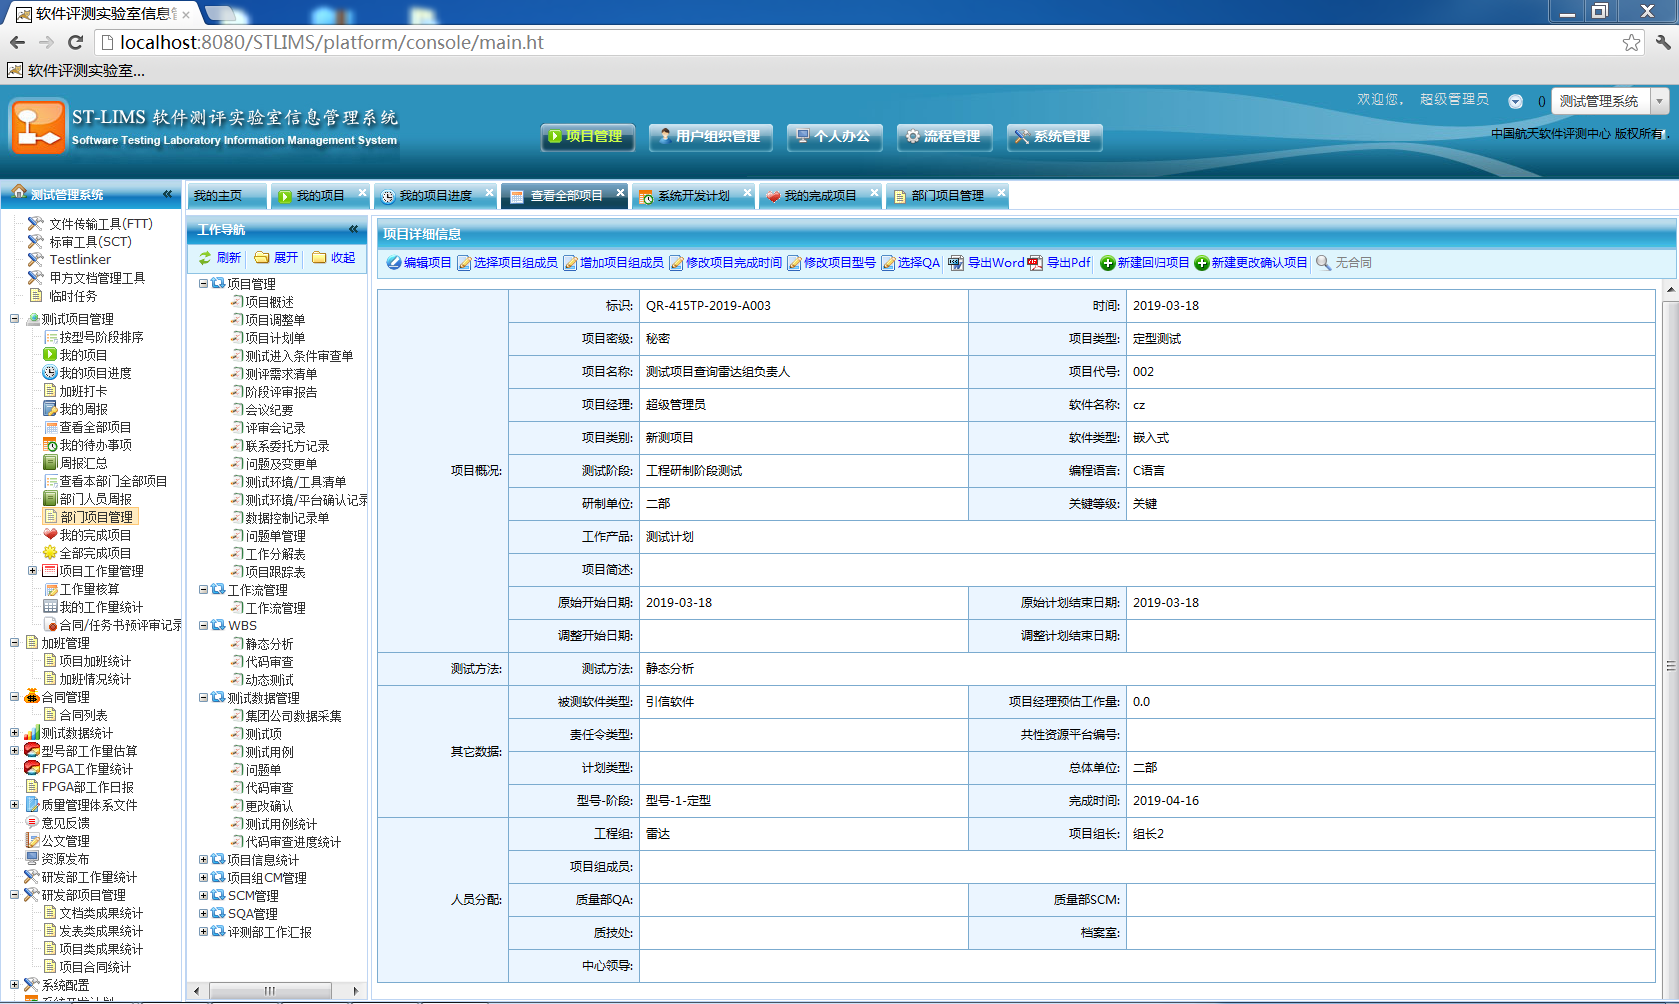 软件评测实验室信息
localhost:8080/STLIMS/platform/console/main.ht
软件评测实验室...
ST-LIMS 软件测评实验室信息管理系统
Software Testing Laboratory Information Management System
项目管理 用户组织管理 个人办公 流程管理 系统管理
欢迎您， 超级管理员 0 测试管理系统
中国航天软件评测中心 版权所有，
测试管理系统
文件传输工具(FTT)
标审工具(SCT)
Testlinker
甲方文档管理工具
临时任务
测试项目管理
按型号阶段排序
我的项目
我的项目进度
加班打卡
我的周报
查看全部项目
我的待办事项
周报汇总
查看本部门全部项目
部门人员周报
部门项目管理
我的完成项目
全部完成项目
项目工作量管理
工作量核算
我的工作量统计
合同/任务书预评审记录
加班管理
项目加班统计
加班情况统计
合同管理
合同列表
测试数据统计
型号部工作量估算
FPGA工作量统计
FPGA部工作日报
质量管理体系文件
意见反馈
公文管理
资源发布
研发部工作量统计
研发部项目管理
文档类成果统计
发表类成果统计
项目类成果统计
项目合同统计
系统配置
系统开发计划
我的主页 我的项目 我的项目进度 查看全部项目 系统开发计划 我的完成项目 部门项目管理
工作导航
刷新 展开 收起
项目管理
项目概述
项目调整单
项目计划单
测试进入条件审查单
测评需求清单
阶段评审报告
会议纪要
评审会记录
联系委托方记录
问题及变更单
测试环境/工具清单
测试环境/平台确认记录
数据控制记录单
问题单管理
工作分解表
项目跟踪表
工作流管理
工作流管理
WBS
静态分析
代码审查
动态测试
测试数据管理
集团公司数据采集
测试项
测试用例
问题单
代码审查
更改确认
测试用例统计
代码审查进度统计
项目信息统计
项目组CM管理
SCM管理
SQA管理
评测部工作汇报
项目详细信息
编辑项目 选择项目组成员 增加项目组成员 修改项目完成时间 修改项目型号 选择QA 导出Word 导出Pdf 新建回归项目 新建更改确认项目 无合同
项目概况:
标识: QR-415TP-2019-A003 时间: 2019-03-18
项目密级: 秘密 项目类型: 定型测试
项目名称: 测试项目查询雷达组负责人 项目代号: 002
项目经理: 超级管理员 软件名称: cz
项目类别: 新测项目 软件类型: 嵌入式
测试阶段: 工程研制阶段测试 编程语言: C语言
研制单位: 二部 关键等级: 关键
工作产品: 测试计划
项目简述:
原始开始日期: 2019-03-18 原始计划结束日期: 2019-03-18
调整开始日期: 调整计划结束日期:
测试方法: 测试方法: 静态分析
其它数据:
被测软件类型: 引信软件 项目经理预估工作量: 0.0
责任令类型: 共性资源平台编号:
计划类型: 总体单位: 二部
型号-阶段: 型号-1-定型 完成时间: 2019-04-16
人员分配:
工程组: 雷达 项目组长: 组长2
项目组成员:
质量部QA: 质量部SCM:
质技处: 档案室:
中心领导: